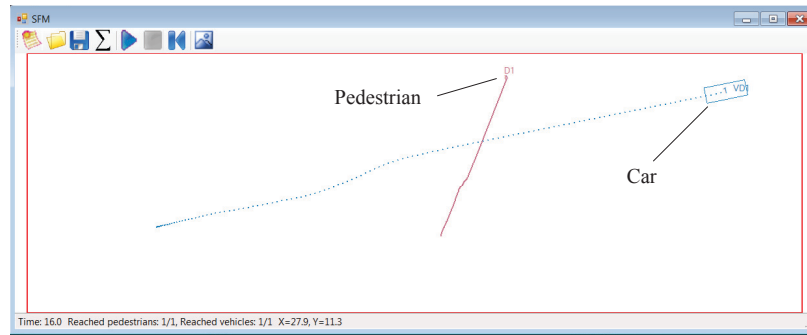 SFM
D1
Pedestrian
1 VD1
Car
Time: 16.0 Reached pedestrians: 1/1, Reached vehicles: 1/1 X=27.9, Y=11.3